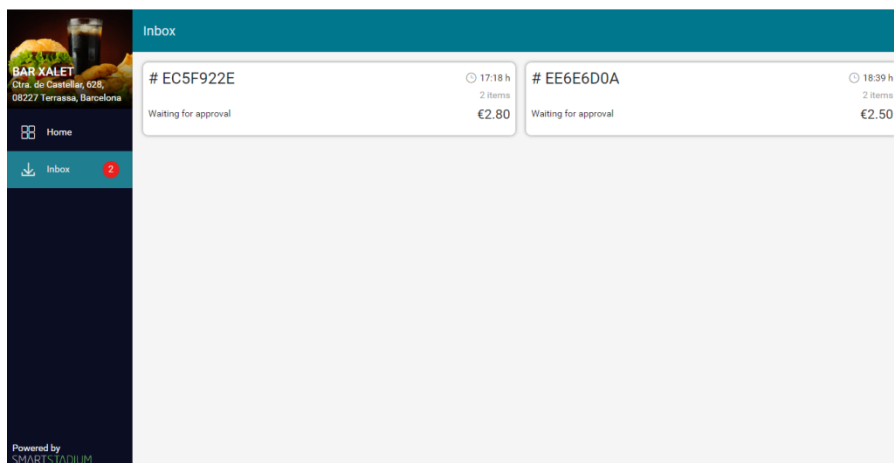 BAR XALET
Ctra. de Castellar, 628,
08227 Terrassa, Barcelona
Home
Inbox 2
Powered by
SMARTSTADIUM
Inbox
# EC5F922E 17:18 h
2 items
Waiting for approval €2.80
# EE6E6D0A 18:39 h
2 items
Waiting for approval €2.50